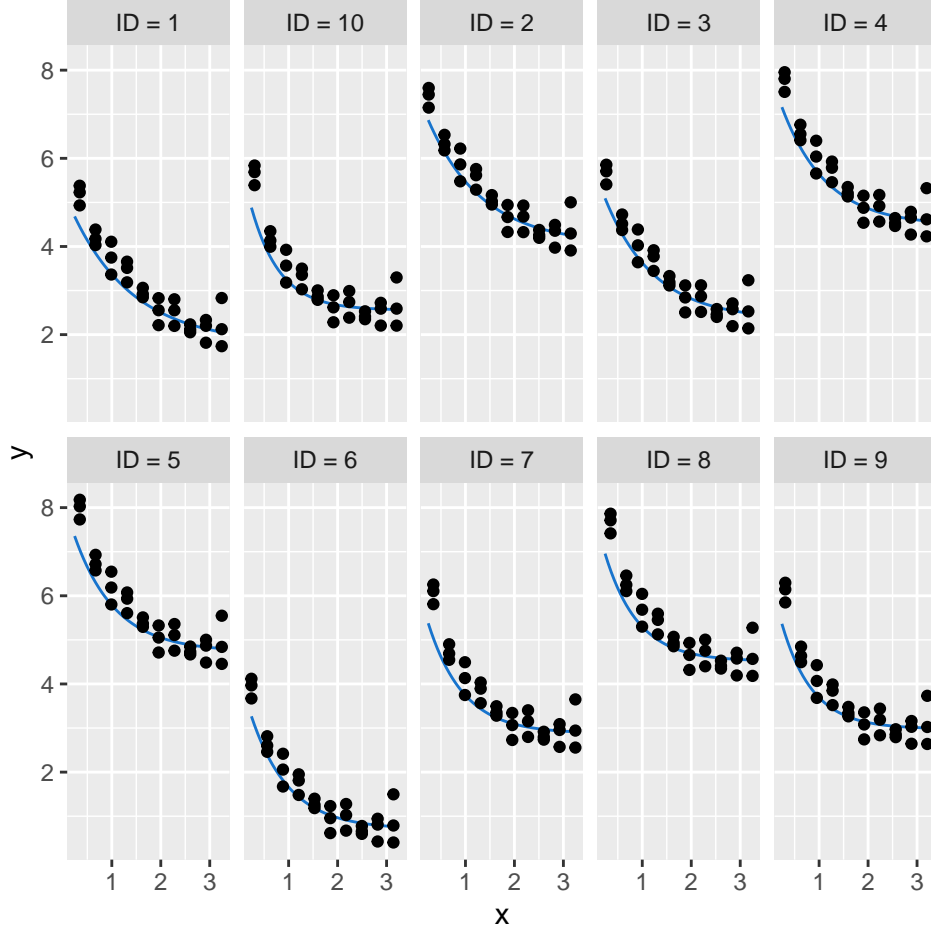 ID = 1 ID = 10 ID = 2 ID = 3 ID = 4
8
6
4
2
y
ID = 5 ID = 6 ID = 7 ID = 8 ID = 9
8
6
4
2
1 2 3 1 2 3 1 2 3 1 2 3 1 2 3
x